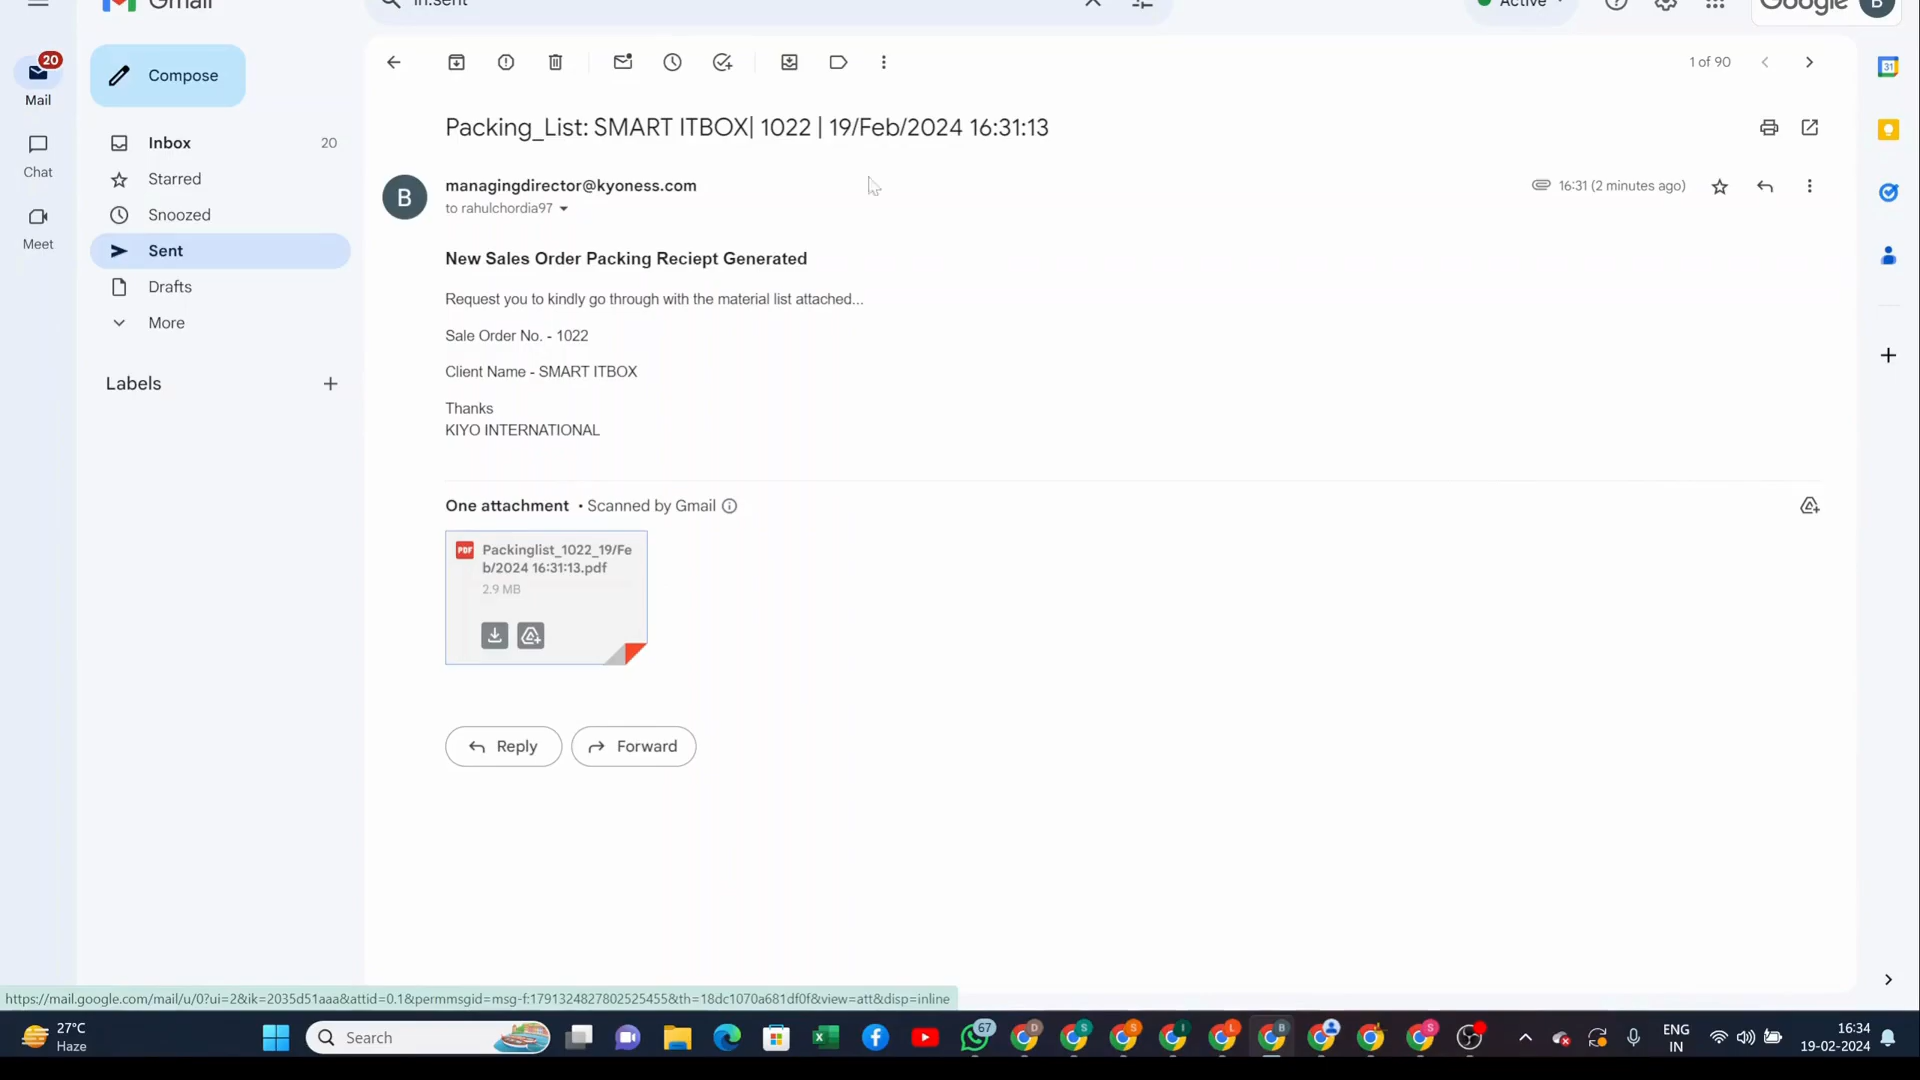 Gmail
in:sent
Active
Google
B
20
Mail
Compose
1 of 90
31
Inbox 20
Chat
Starred
Snoozed
Meet
Sent
Drafts
More
Labels
Packing_List: SMART ITBOX| 1022 | 19/Feb/2024 16:31:13
B
managingdirector@kyoness.com
to rahulchordia97
16:31 (2 minutes ago)
New Sales Order Packing Reciept Generated
Request you to kindly go through with the material list attached...
Sale Order No. - 1022
Client Name - SMART ITBOX
Thanks
KIYO INTERNATIONAL
One attachment • Scanned by Gmail
PDF
Packinglist_1022_19/Fe
b/2024 16:31:13.pdf
2.9 MB
Reply
Forward
https://mail.google.com/mail/u/0?ui=2&ik=2035d51aaa&attid=0.1&permmsgid=msg-f:1791324827802525455&th=18dc1070a681df0f&view=att&disp=inline
27°C
Haze
Search
67
D
S
S
I
L
B
S
ENG
IN
16:34
19-02-2024